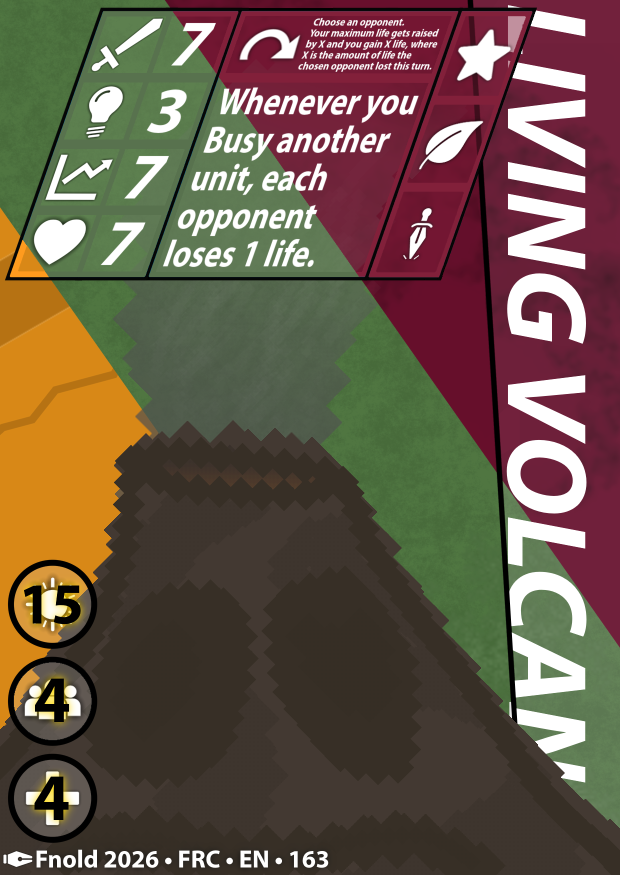 7
3
7
7
Choose an opponent.
Your maximum life gets raised
by X and you gain X life, where
X is the amount of life the
chosen opponent lost this turn.
Whenever you
Busy another
unit, each
opponent
loses 1 life.
LIVING VOLCANO
15
4
4
Fnold 2026 • FRC • EN • 163